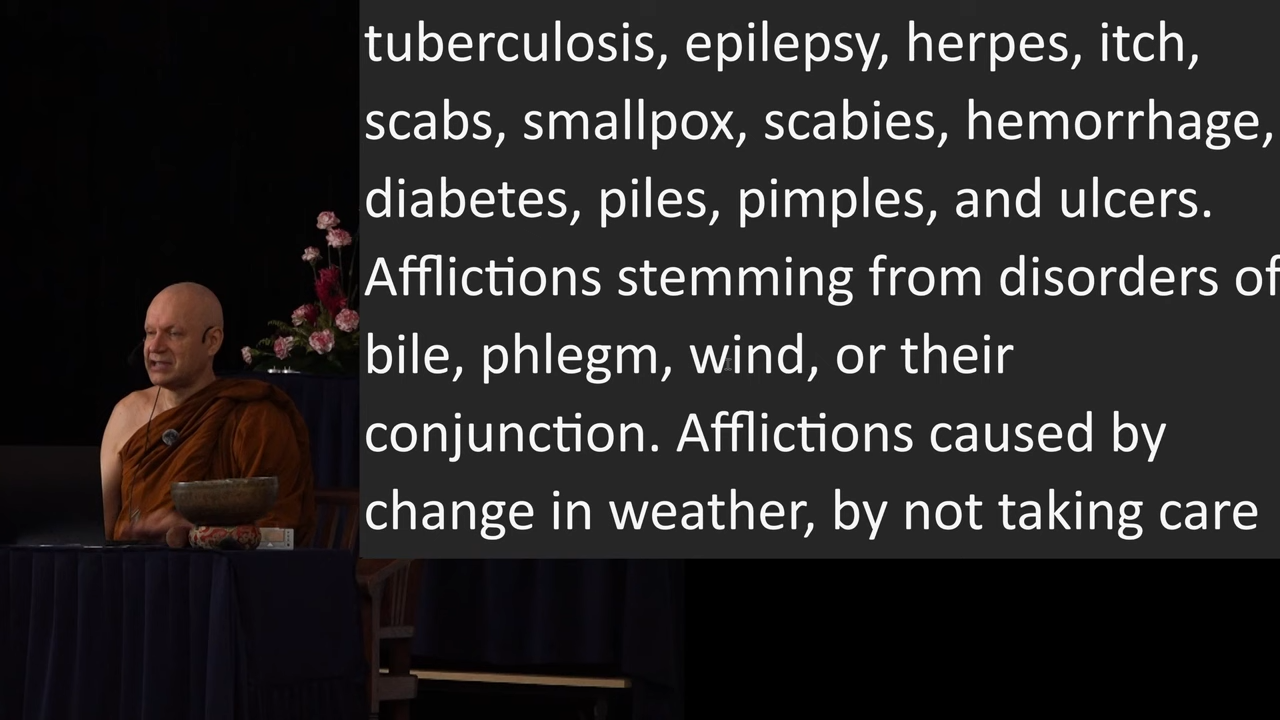 tuberculosis, epilepsy, herpes, itch,
scabs, smallpox, scabies, hemorrhage,
diabetes, piles, pimples, and ulcers.
Afflictions stemming from disorders of
bile, phlegm, wind, or their
conjunction. Afflictions caused by
change in weather, by not taking care